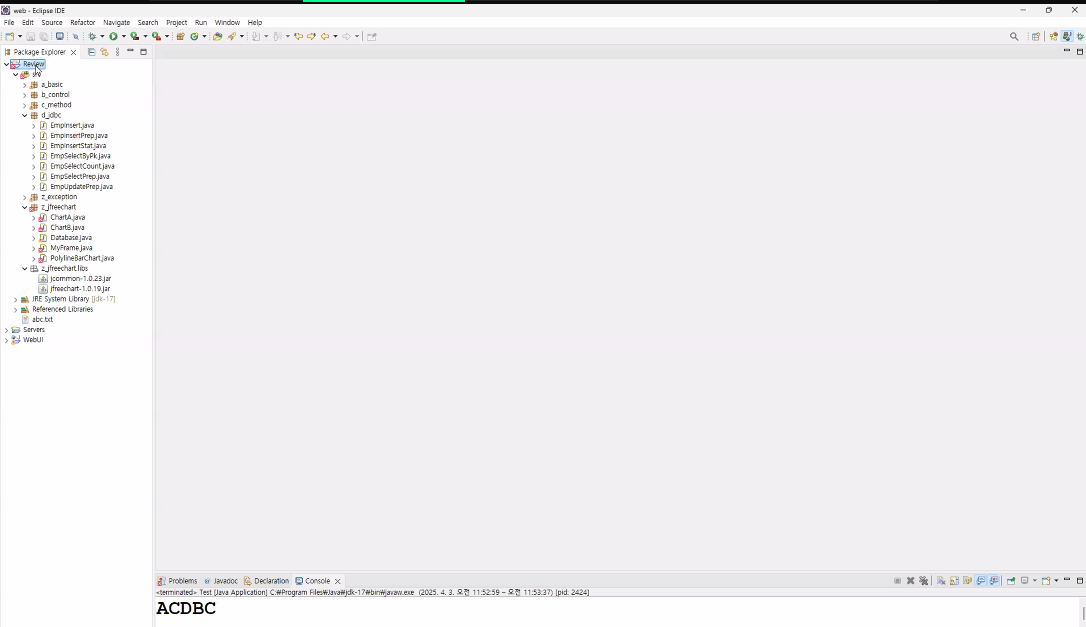 web - Eclipse IDE
File Edit Source Refactor Navigate Search Project Run Window Help
Package Explorer
Review
src
a_basic
b_control
c_method
d_jdbc
EmpInsert.java
EmpInsertPrep.java
EmpInsertStat.java
EmpSelectByPk.java
EmpSelectCount.java
EmpSelectPrep.java
EmpUpdatePrep.java
z_exception
z_jfreechart
ChartA.java
ChartB.java
Database.java
MyFrame.java
PolylineBarChart.java
z_jfreechart.libs
jcommon-1.0.23.jar
jfreechart-1.0.19.jar
JRE System Library [jdk-17]
Referenced Libraries
abc.txt
Servers
WebUI
Problems Javadoc Declaration Console
<terminated> Test [Java Application] C:₩Program Files₩Java₩jdk-17₩bin₩javaw.exe (2025. 4. 3. 오전 11:52:59 – 오전 11:53:37) [pid: 2424]
ACDBC